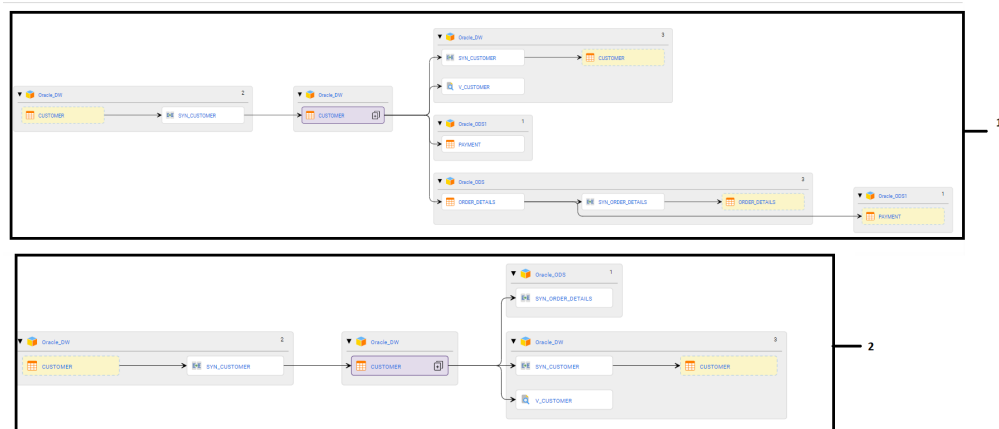 Oracle_DW 3
SYN_CUSTOMER CUSTOMER
V_CUSTOMER
Oracle_DW 2
CUSTOMER SYN_CUSTOMER
Oracle_DW
CUSTOMER
Oracle_ODS1 1
PAYMENT
Oracle_ODS 3
ORDER_DETAILS SYN_ORDER_DETAILS ORDER_DETAILS
Oracle_ODS1 1
PAYMENT
1
Oracle_ODS 1
SYN_ORDER_DETAILS
Oracle_DW 2
CUSTOMER SYN_CUSTOMER
Oracle_DW
CUSTOMER
Oracle_DW 3
SYN_CUSTOMER CUSTOMER
V_CUSTOMER
2